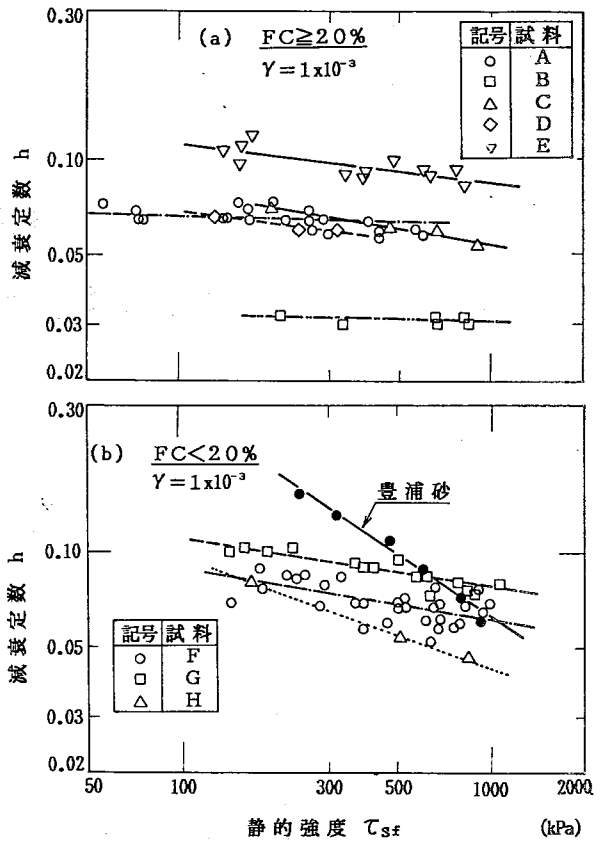 0.30
(a) FC≧20%
γ=1x10⁻³
記号 試料
A
B
C
D
E
0.10
0.05
0.03
0.02
減衰定数 h
0.30
(b) FC<20%
γ=1x10⁻³
豊浦砂
0.10
記号 試料
F
G
H
0.05
0.03
0.02
減衰定数 h
50 100 300 500 1000 2000
静的強度 τSf (kPa)